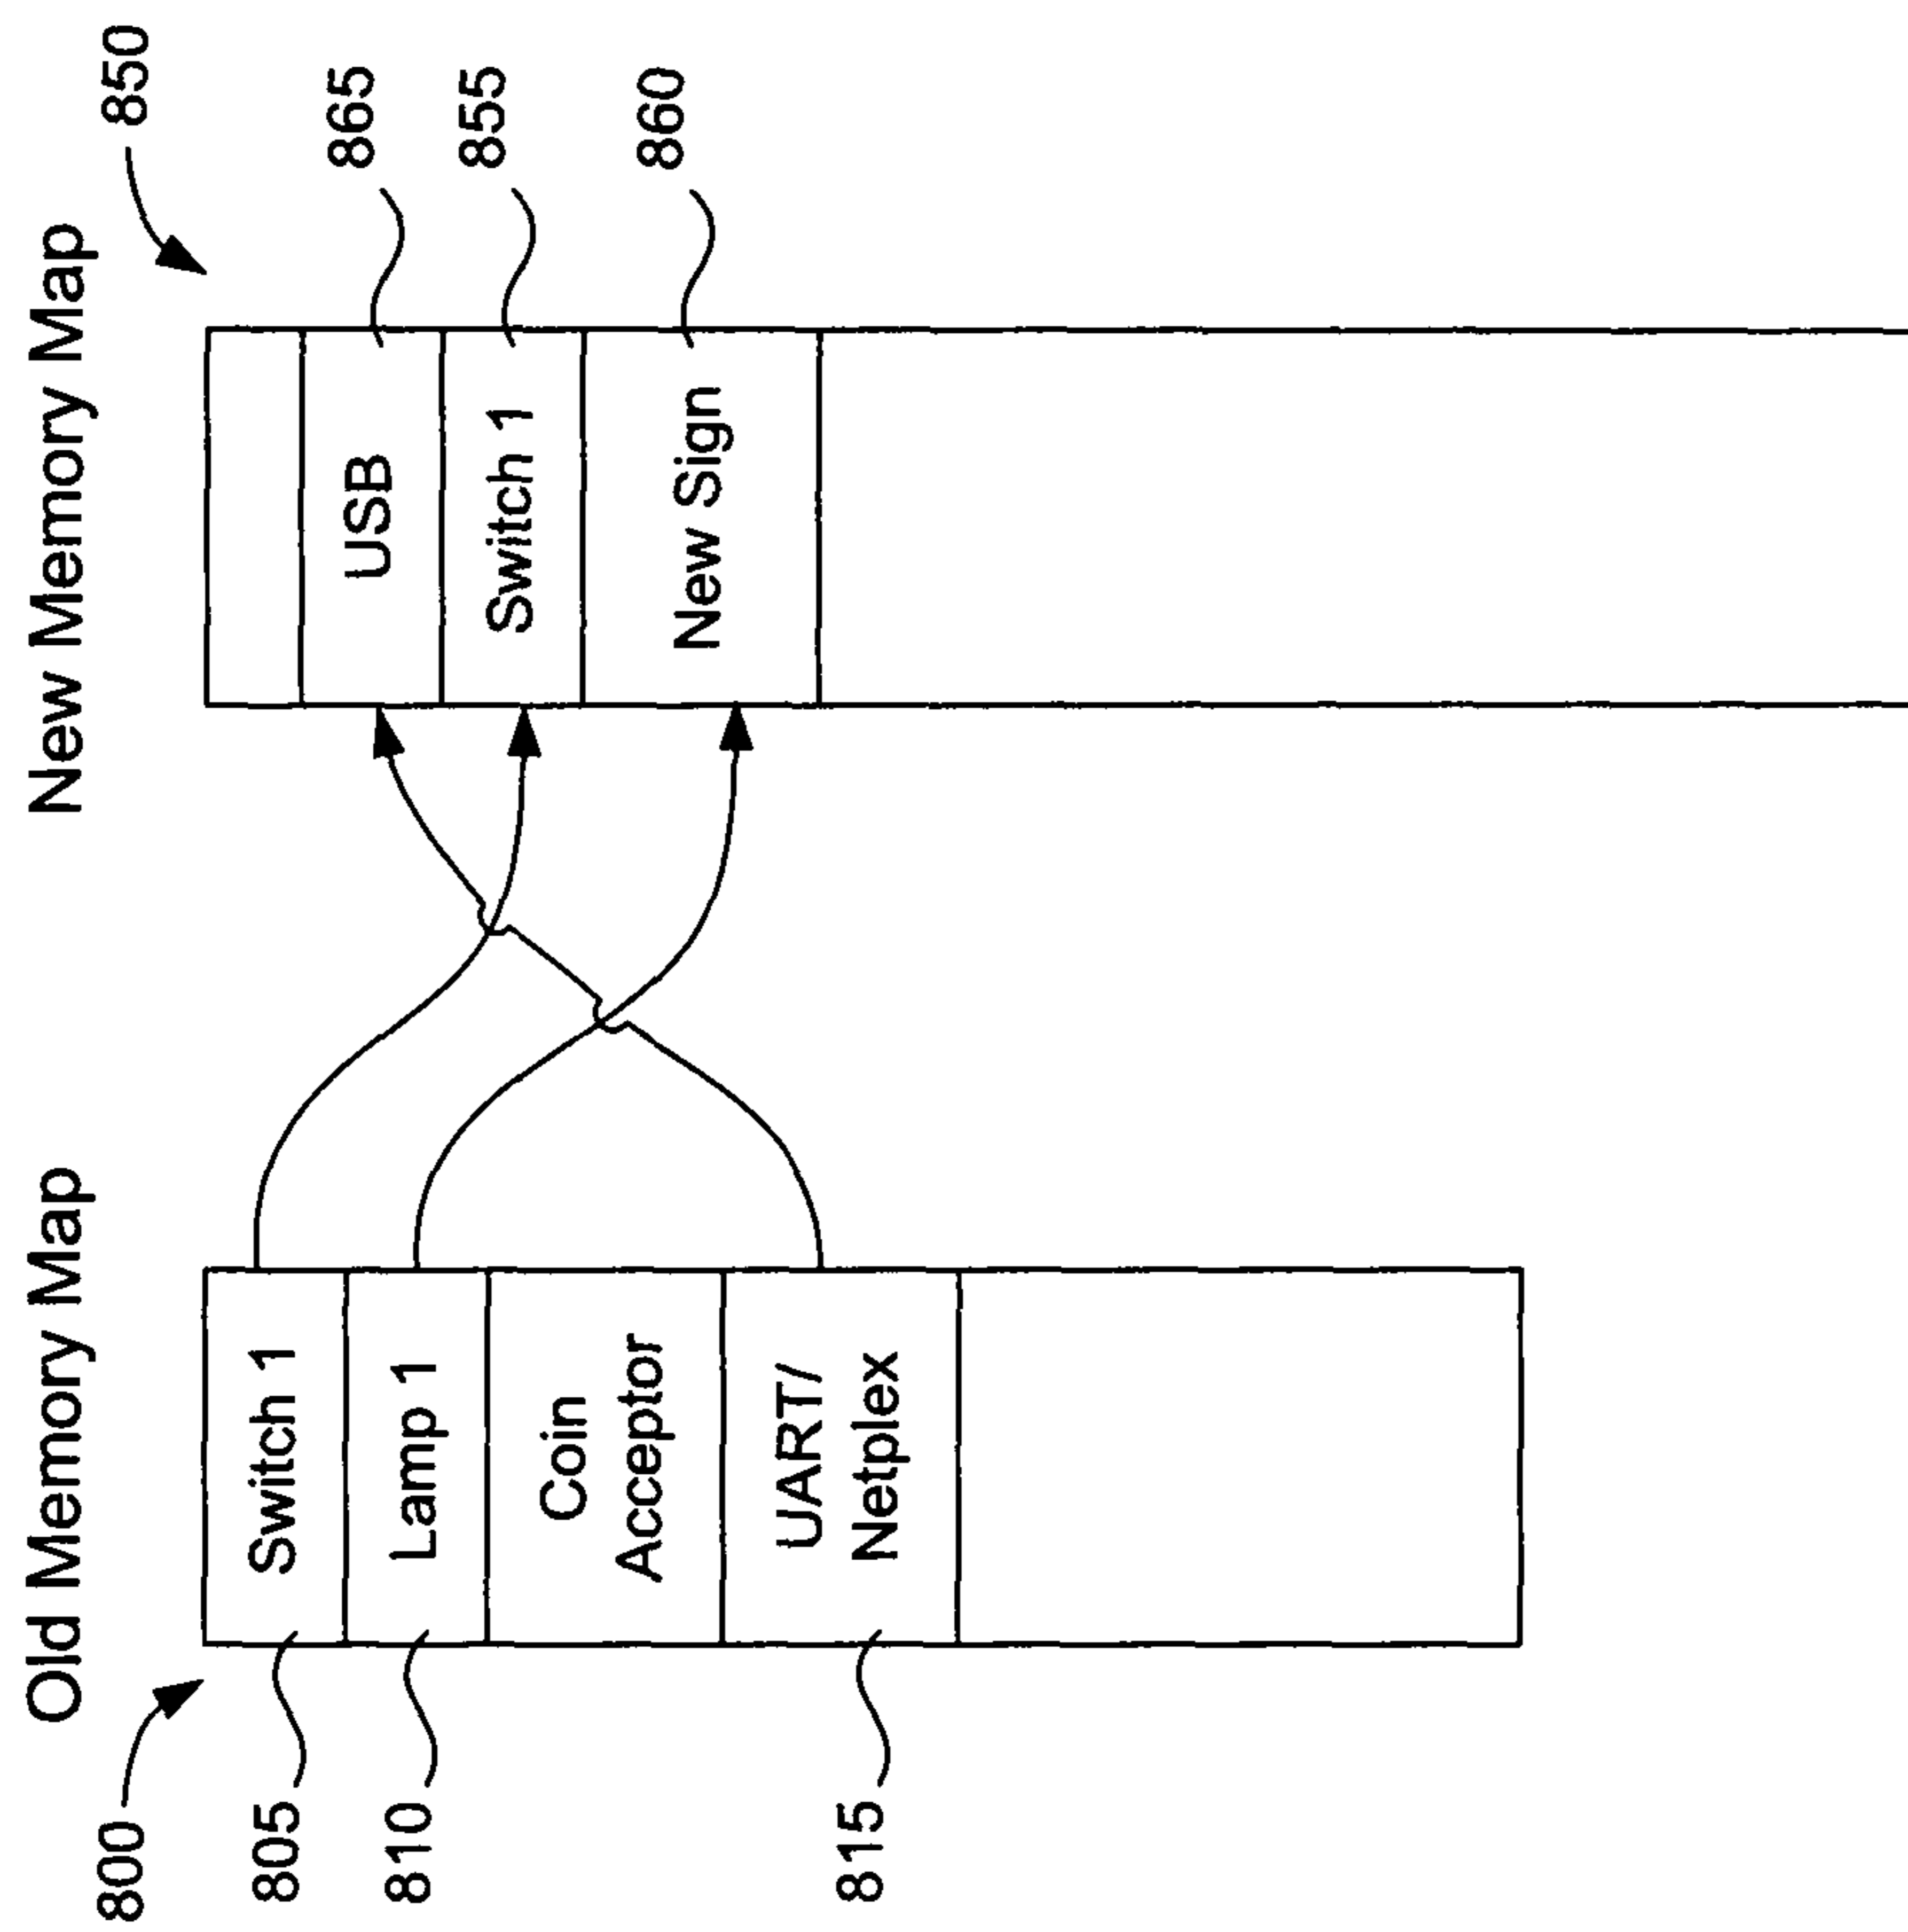 Old Memory Map
New Memory Map
800
850
805
Switch 1
810
Lamp 1
Coin
Acceptor
815
UART/
Netplex
USB
865
Switch 1
855
New Sign
860